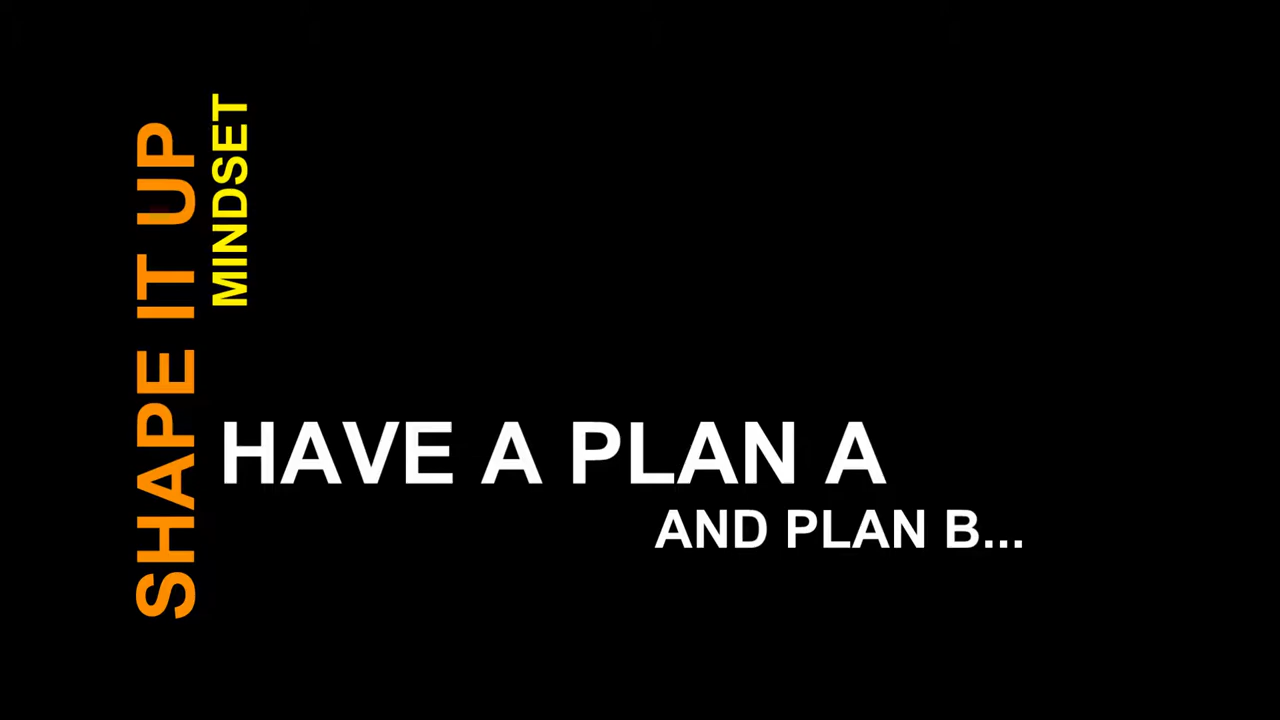 SHAPE IT UP
MINDSET
HAVE A PLAN A
AND PLAN B...